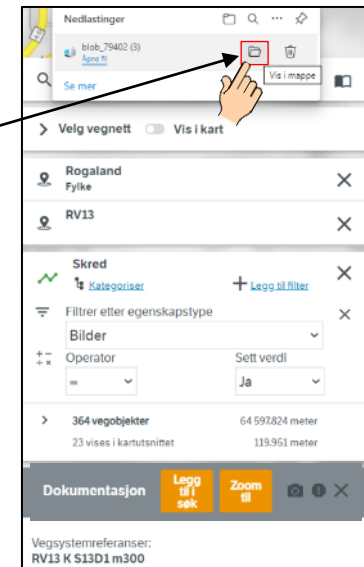 Nedlastinger
blob_79402 (3)
Åpne fil
Vis i mappe
Se mer
Velg vegnett
Vis i kart
Rogaland
Fylke
RV13
Skred
Kategoriser
Legg til filter
Filtrer etter egenskapstype
Bilder
Operator
Sett verdi
=
Ja
364 vegobjekter
64 597.824 meter
23 vises i kartutsnittet
119.951 meter
Dokumentasjon
Legg
til i
søk
Zoom
til
Vegsystemreferanser:
RV13 K S13D1 m300